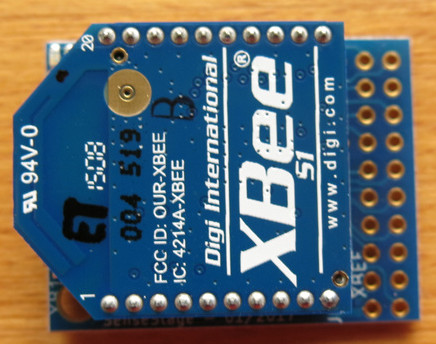 20
94V-0
ET
1508
004 519
B
FCC ID: OUR-XBEE
IC: 4214A-XBEE
Digi International
XBee®
S1
www.digi.com
1
XBEE
SenseStage